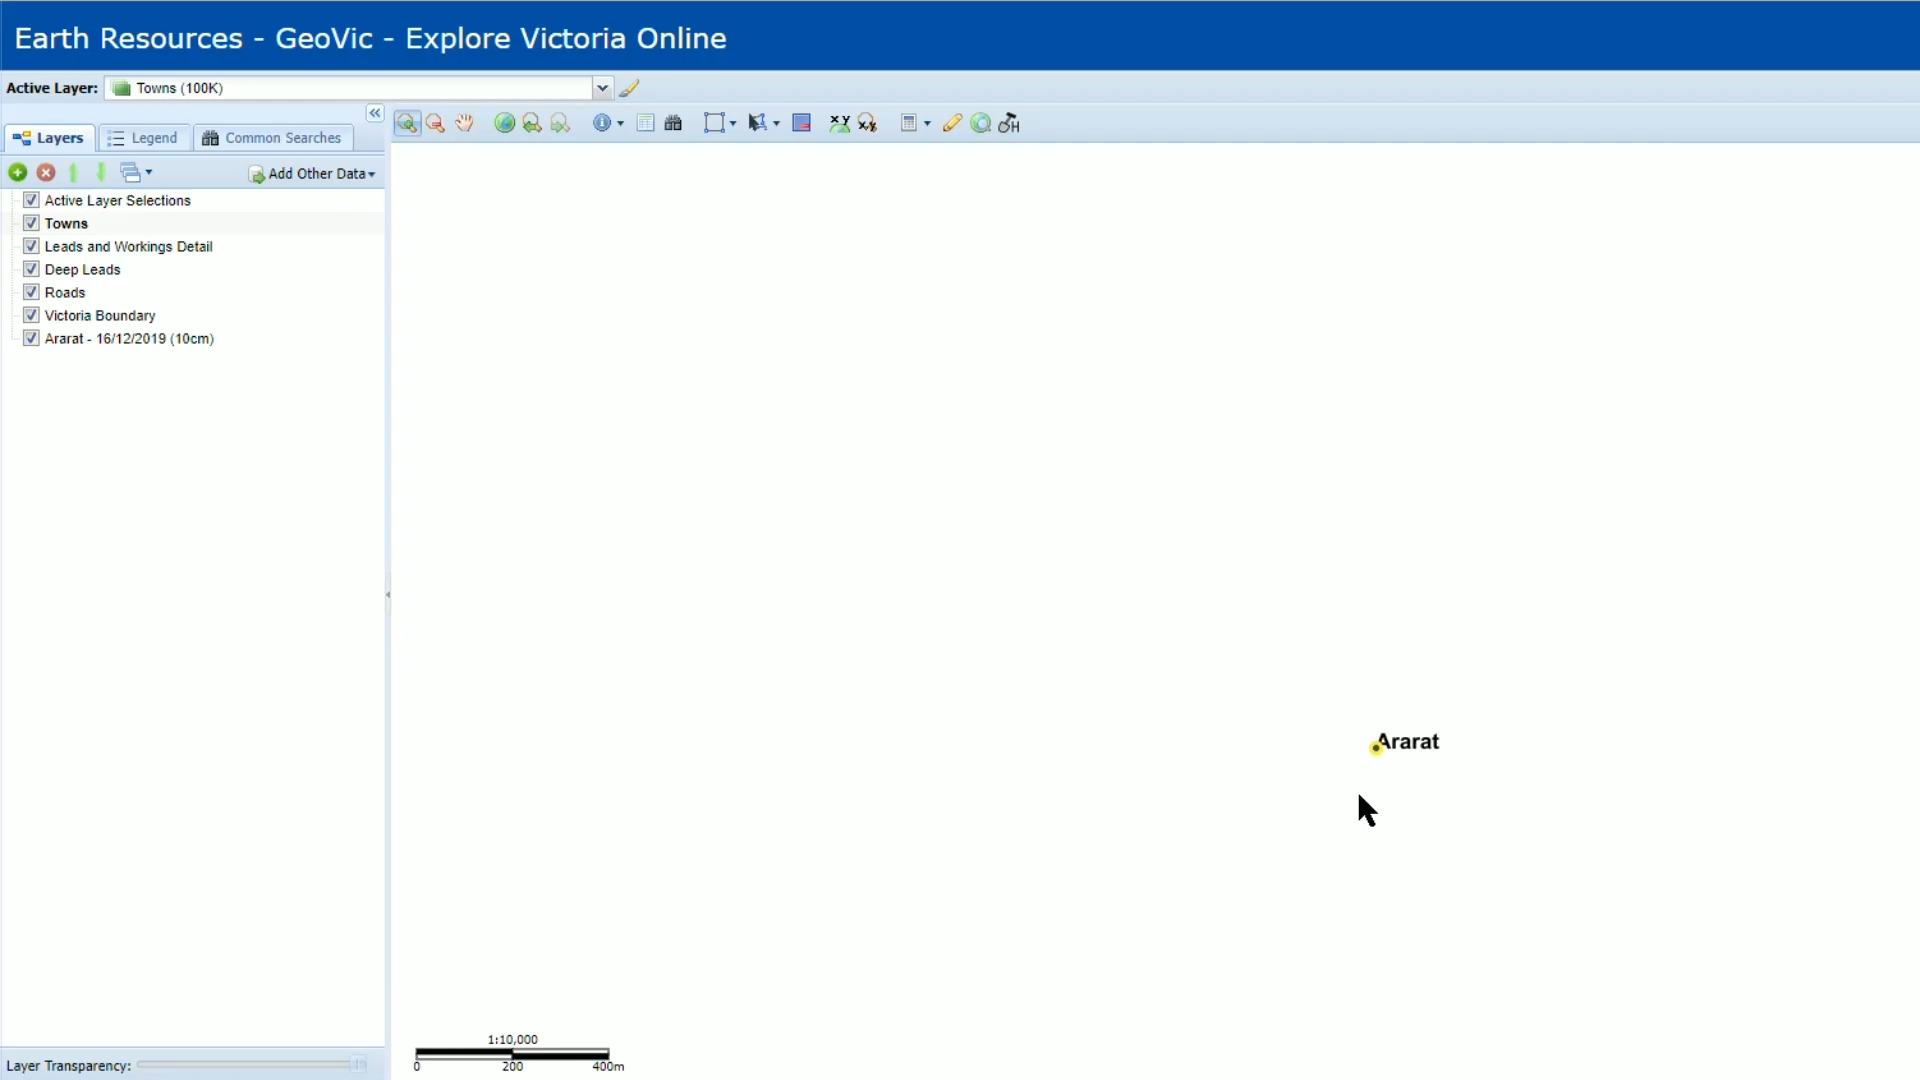 Earth Resources - GeoVic - Explore Victoria Online
Active Layer: Towns (100K)
Layers Legend Common Searches
Add Other Data
Active Layer Selections
Towns
Leads and Workings Detail
Deep Leads
Roads
Victoria Boundary
Ararat - 16/12/2019 (10cm)
Ararat
1:10,000
0 200 400m
Layer Transparency: